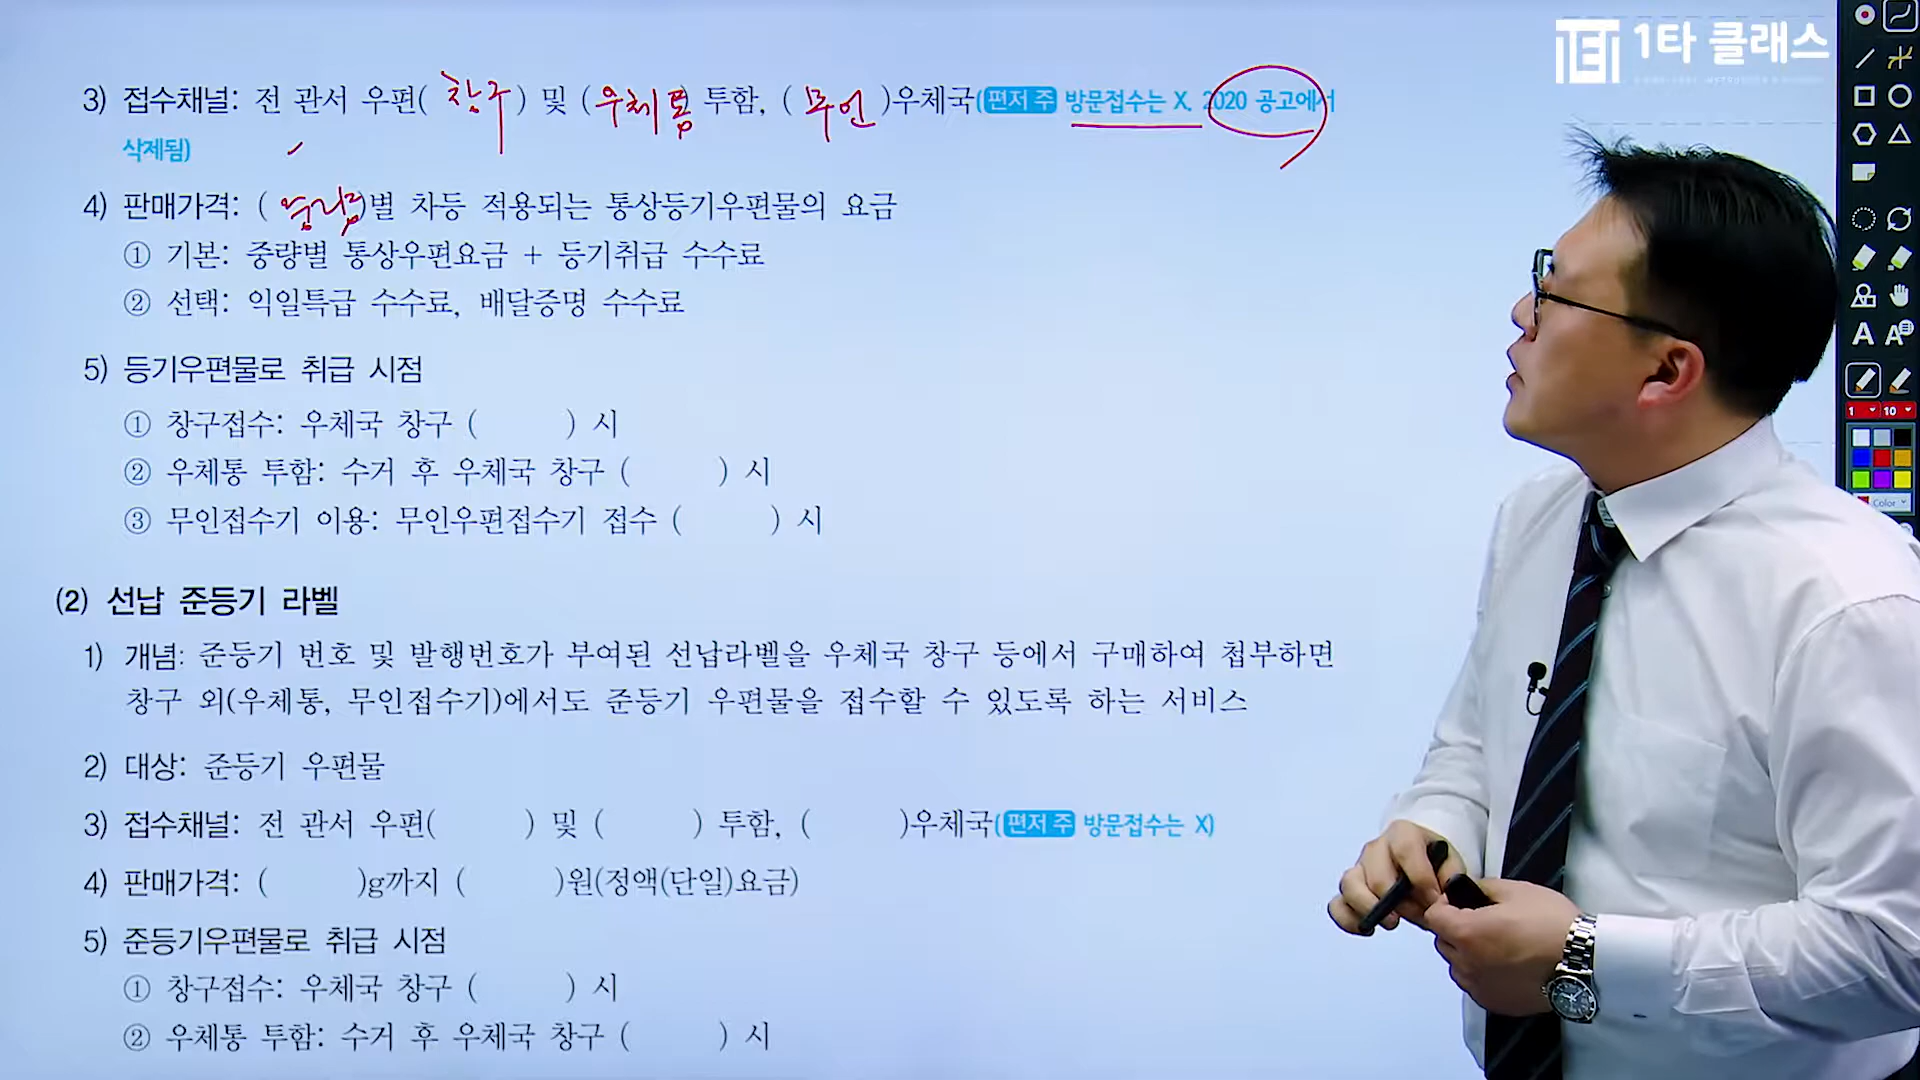 1타 클래스
3) 접수채널: 전 관서 우편( 창구 ) 및 ( 우체통 ) 투함, ( 무인 )우체국(편저 주 방문접수는 X, 2020 공고에서
삭제됨)
4) 판매가격: ( 중량 )별 차등 적용되는 통상등기우편물의 요금
① 기본: 중량별 통상우편요금 + 등기취급 수수료
② 선택: 익일특급 수수료, 배달증명 수수료
5) 등기우편물로 취급 시점
① 창구접수: 우체국 창구 ( ) 시
② 우체통 투함: 수거 후 우체국 창구 ( ) 시
③ 무인접수기 이용: 무인우편접수기 접수 ( ) 시
(2) 선납 준등기 라벨
1) 개념: 준등기 번호 및 발행번호가 부여된 선납라벨을 우체국 창구 등에서 구매하여 첩부하면
창구 외(우체통, 무인접수기)에서도 준등기 우편물을 접수할 수 있도록 하는 서비스
2) 대상: 준등기 우편물
3) 접수채널: 전 관서 우편( ) 및 ( ) 투함, ( )우체국(편저 주 방문접수는 X)
4) 판매가격: ( )g까지 ( )원(정액(단일)요금)
5) 준등기우편물로 취급 시점
① 창구접수: 우체국 창구 ( ) 시
② 우체통 투함: 수거 후 우체국 창구 ( ) 시
1 10
Color